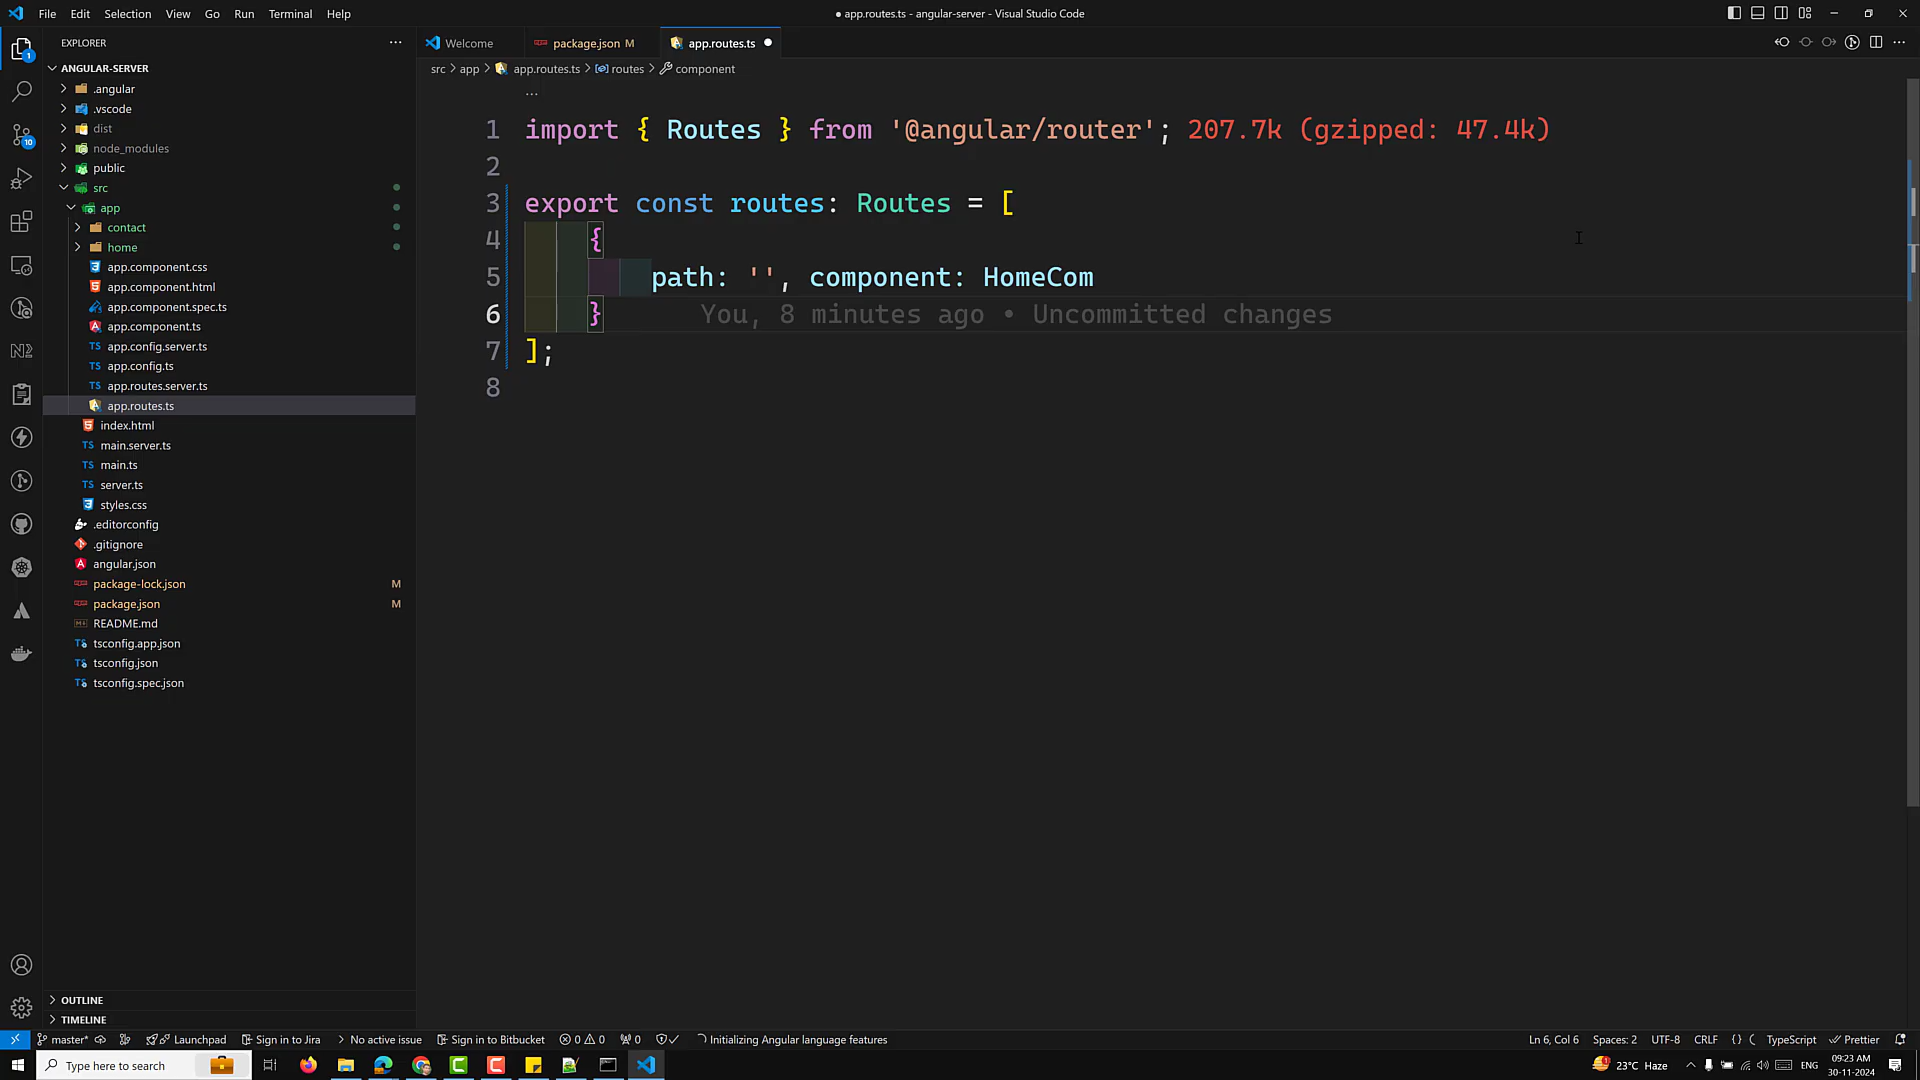 File Edit Selection View Go Run Terminal Help
● app.routes.ts - angular-server - Visual Studio Code
EXPLORER
Welcome
package.json M
app.routes.ts
src > app > app.routes.ts > routes > component
ANGULAR-SERVER
.angular
.vscode
dist
node_modules
public
src
app
contact
home
app.component.css
app.component.html
app.component.spec.ts
app.component.ts
app.config.server.ts
app.config.ts
app.routes.server.ts
app.routes.ts
index.html
main.server.ts
main.ts
server.ts
styles.css
.editorconfig
.gitignore
angular.json
package-lock.json M
package.json M
README.md
tsconfig.app.json
tsconfig.json
tsconfig.spec.json
OUTLINE
TIMELINE
...
1 import { Routes } from '@angular/router'; 207.7k (gzipped: 47.4k)
2
3 export const routes: Routes = [
4 {
5 path: '', component: HomeCom
6 } You, 8 minutes ago • Uncommitted changes
7 ];
8
master* Launchpad Sign in to Jira No active issue Sign in to Bitbucket 0 0 0 Initializing Angular language features
Ln 6, Col 6 Spaces: 2 UTF-8 CRLF {} TypeScript Prettier
Type here to search
23°C Haze
ENG
09:23 AM
30-11-2024
1
10